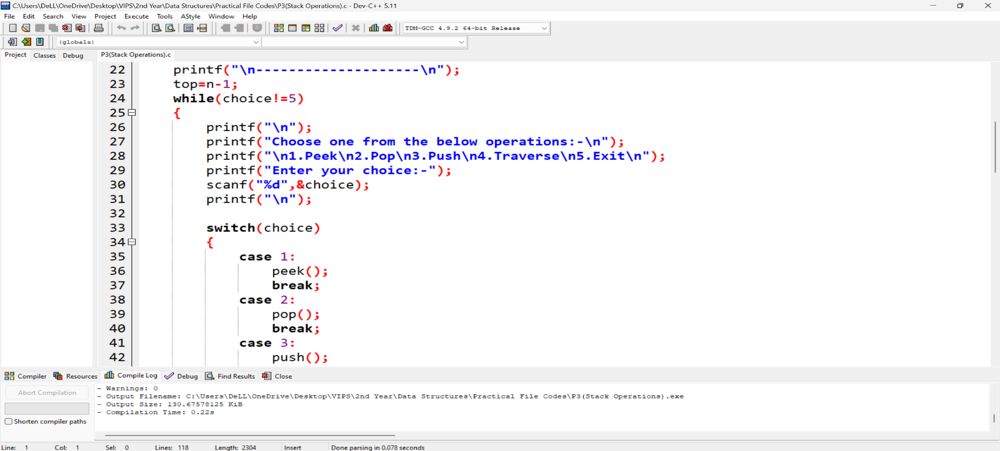 C:\Users\DeLL\OneDrive\Desktop\VIPS\2nd Year\Data Structures\Practical File Codes\P3(Stack Operations).c - Dev-C++ 5.11
File Edit Search View Project Execute Tools AStyle Window Help
TDM-GCC 4.9.2 64-bit Release
(globals)
Project Classes Debug P3(Stack Operations).c
22 printf("\n--------------------\n");
23 top=n-1;
24 while(choice!=5)
25 {
26 printf("\n");
27 printf("Choose one from the below operations:-\n");
28 printf("\n1.Peek\n2.Pop\n3.Push\n4.Traverse\n5.Exit\n");
29 printf("Enter your choice:-");
30 scanf("%d",&choice);
31 printf("\n");
32
33 switch(choice)
34 {
35 case 1:
36 peek();
37 break;
38 case 2:
39 pop();
40 break;
41 case 3:
42 push();
Compiler Resources Compile Log Debug Find Results Close
Abort Compilation
Shorten compiler paths
- Warnings: 0
- Output Filename: C:\Users\DeLL\OneDrive\Desktop\VIPS\2nd Year\Data Structures\Practical File Codes\P3(Stack Operations).exe
- Output Size: 130.67578125 KiB
- Compilation Time: 0.22s
Line: 1 Col: 1 Sel: 0 Lines: 118 Length: 2304 Insert Done parsing in 0.078 seconds